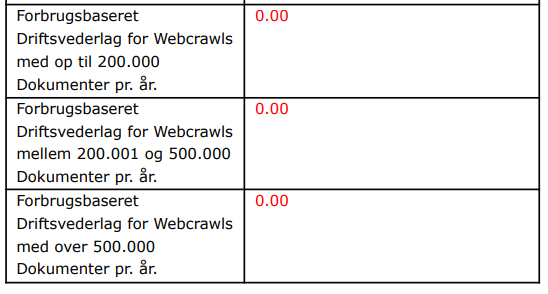 Forbrugsbaseret 0.00
Driftsvederlag for Webcrawls
med op til 200.000
Dokumenter pr. år.
Forbrugsbaseret 0.00
Driftsvederlag for Webcrawls
mellem 200.001 og 500.000
Dokumenter pr. år.
Forbrugsbaseret 0.00
Driftsvederlag for Webcrawls
med over 500.000
Dokumenter pr. år.